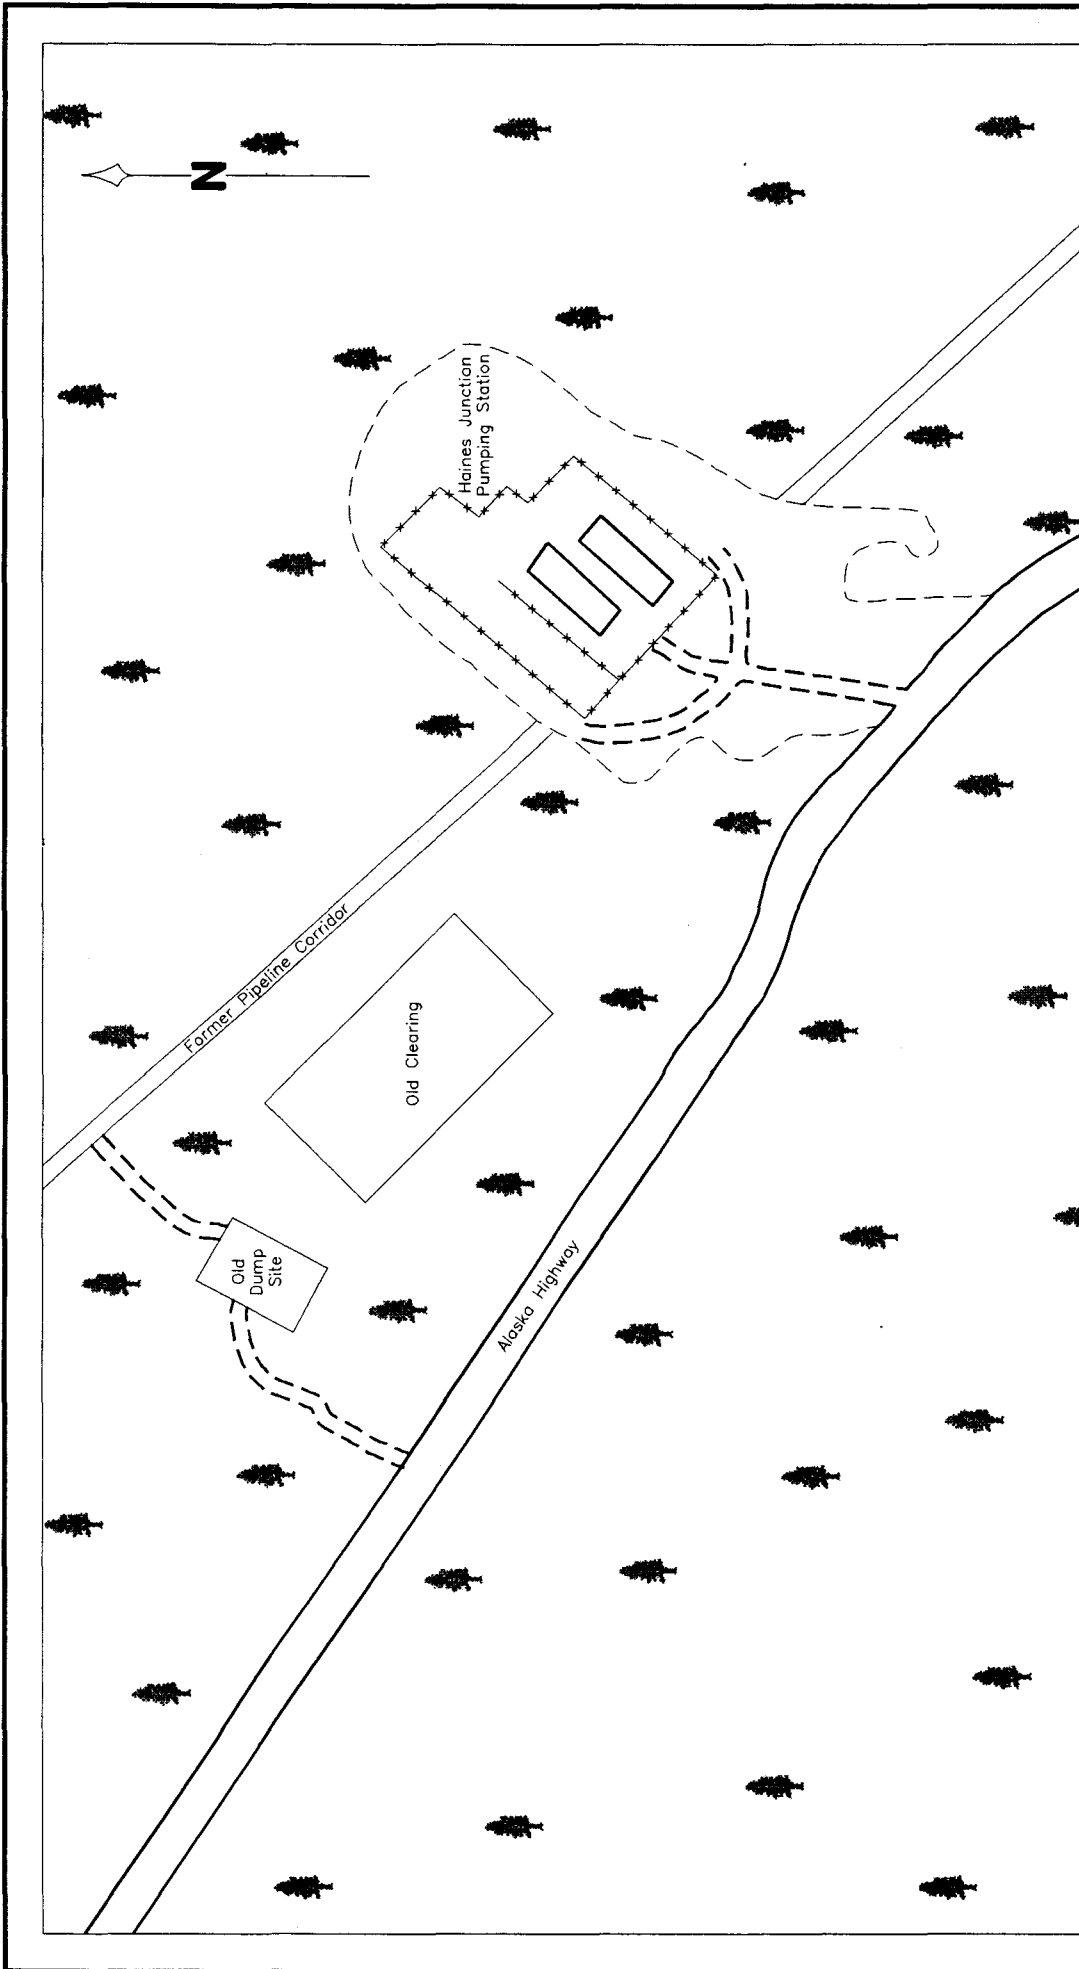 N
Haines Junction
Pumping Station
Former Pipeline Corridor
Old Clearing
Old
Dump
Site
Alaska Highway